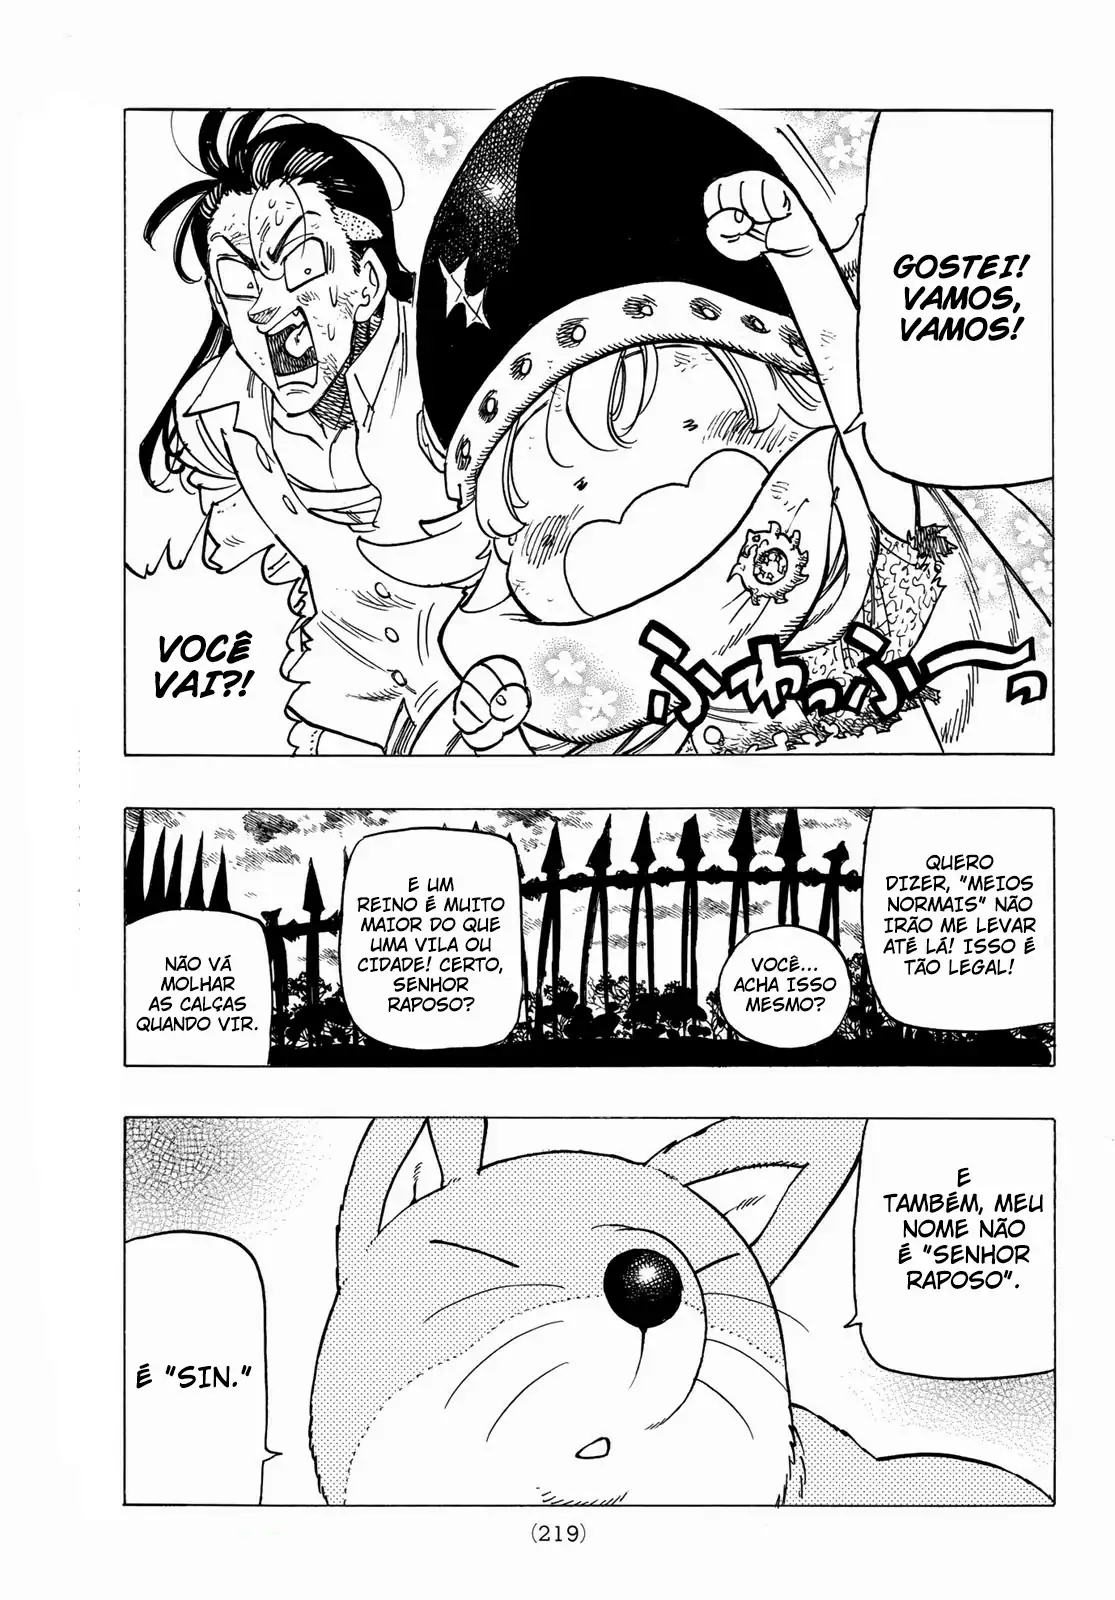 GOSTEI!
VAMOS,
VAMOS!
VOCÊ
VAI?!
ふわっふ〜っ
QUERO
DIZER, "MEIOS
NORMAIS" NÃO
IRÃO ME LEVAR
ATÉ LÁ! ISSO É
TÃO LEGAL!
VOCÊ...
ACHA ISSO
MESMO?
E UM
REINO É MUITO
MAIOR DO QUE
UMA VILA OU
CIDADE! CERTO,
SENHOR
RAPOSO?
NÃO VÁ
MOLHAR
AS CALÇAS
QUANDO VIR.
E
TAMBÉM, MEU
NOME NÃO
É "SENHOR
RAPOSO".
É "SIN."
(219)